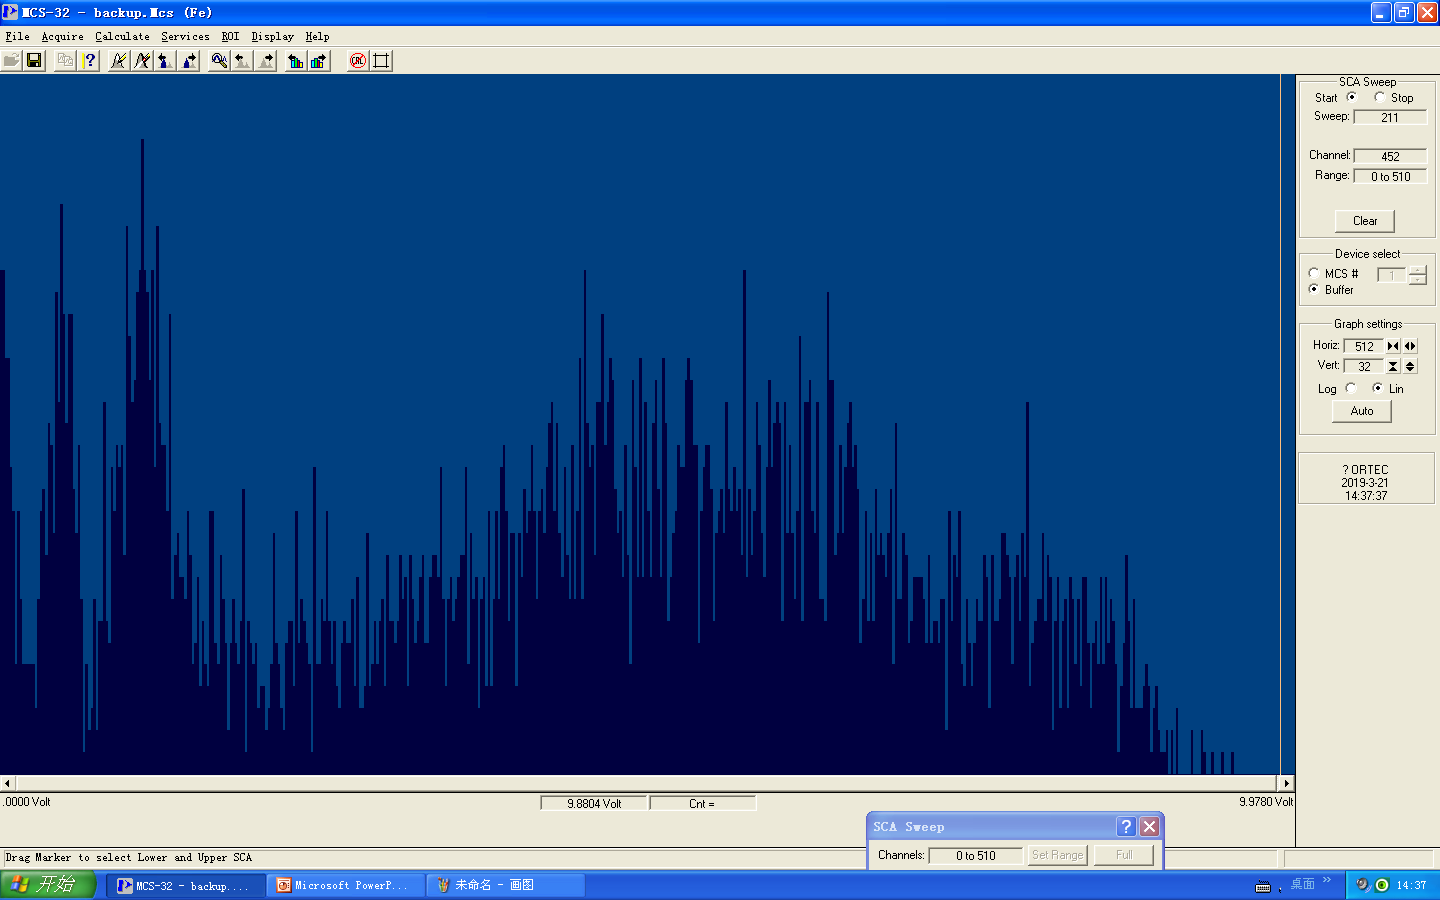 MCS-32 - backup.Mcs (Fe)
File Acquire Calculate Services ROI Display Help
SCA Sweep
Start Stop
Sweep: 211
Channel: 452
Range: 0 to 510
Clear
Device select
MCS # 1
Buffer
Graph settings
Horiz: 512
Vert: 32
Log Lin
Auto
? ORTEC
2019-3-21
14:37:37
.0000 Volt
9.8804 Volt
Cnt =
9.9780 Volt
SCA Sweep
Channels: 0 to 510 Set Range Full
Drag Marker to select Lower and Upper SCA
开始
MCS-32 - backup....
Microsoft PowerP...
未命名 - 画图
桌面
14:37